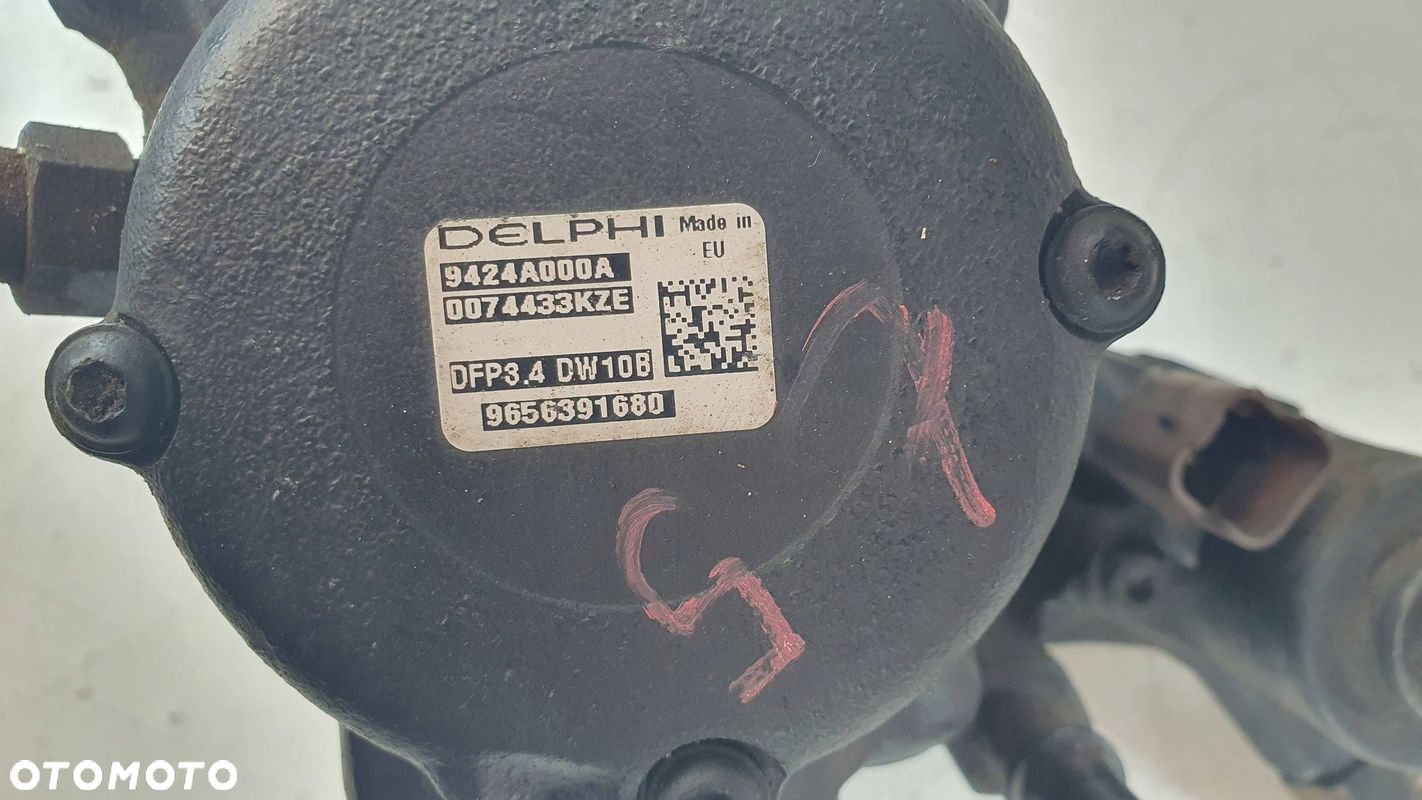 DELPHI Made in
EU
9424A000A
0074433KZE
DFP3.4 DW10B
9656391680
OTOMOTO